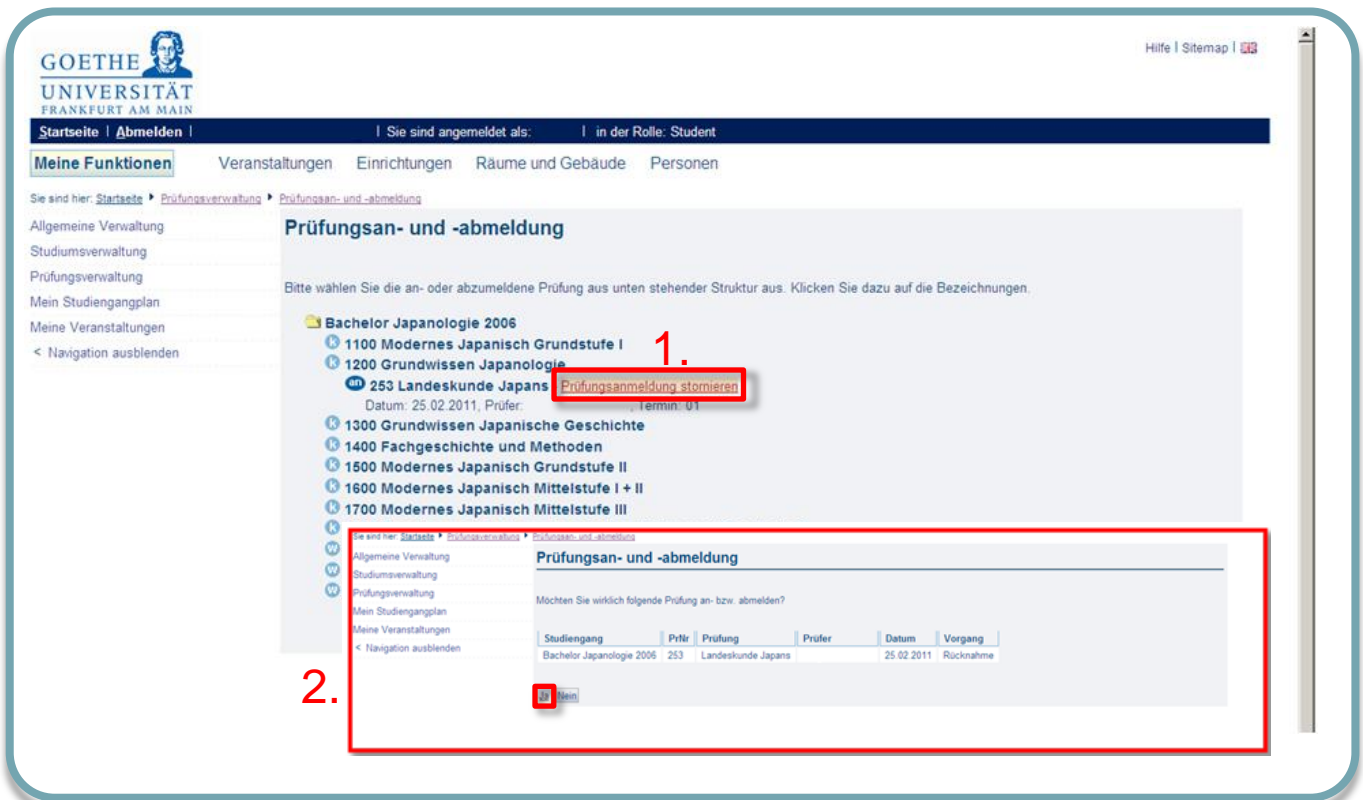 GOETHE
UNIVERSITÄT
FRANKFURT AM MAIN
Hilfe | Sitemap |
Startseite | Abmelden | | Sie sind angemeldet als: | in der Rolle: Student
Meine Funktionen Veranstaltungen Einrichtungen Räume und Gebäude Personen
Sie sind hier: Startseite Prüfungsverwaltung Prüfungsan- und -abmeldung
Allgemeine Verwaltung
Studiumsverwaltung
Prüfungsverwaltung
Mein Studiengangplan
Meine Veranstaltungen
< Navigation ausblenden
Prüfungsan- und -abmeldung
Bitte wählen Sie die an- oder abzumeldene Prüfung aus unten stehender Struktur aus. Klicken Sie dazu auf die Bezeichnungen.
Bachelor Japanologie 2006
k 1100 Modernes Japanisch Grundstufe I
1.
k 1200 Grundwissen Japanologie
an 253 Landeskunde Japans Prüfungsanmeldung stornieren
Datum: 25.02.2011, Prüfer: , Termin: 01
k 1300 Grundwissen Japanische Geschichte
k 1400 Fachgeschichte und Methoden
k 1500 Modernes Japanisch Grundstufe II
k 1600 Modernes Japanisch Mittelstufe I + II
k 1700 Modernes Japanisch Mittelstufe III
k
w
w
w
2.
Sie sind hier: Startseite Prüfungsverwaltung Prüfungsan- und -abmeldung
Allgemeine Verwaltung
Studiumsverwaltung
Prüfungsverwaltung
Mein Studiengangplan
Meine Veranstaltungen
< Navigation ausblenden
Prüfungsan- und -abmeldung
Möchten Sie wirklich folgende Prüfung an- bzw. abmelden?
Studiengang PrNr Prüfung Prüfer Datum Vorgang
Bachelor Japanologie 2006 253 Landeskunde Japans 25.02.2011 Rücknahme
Ja Nein